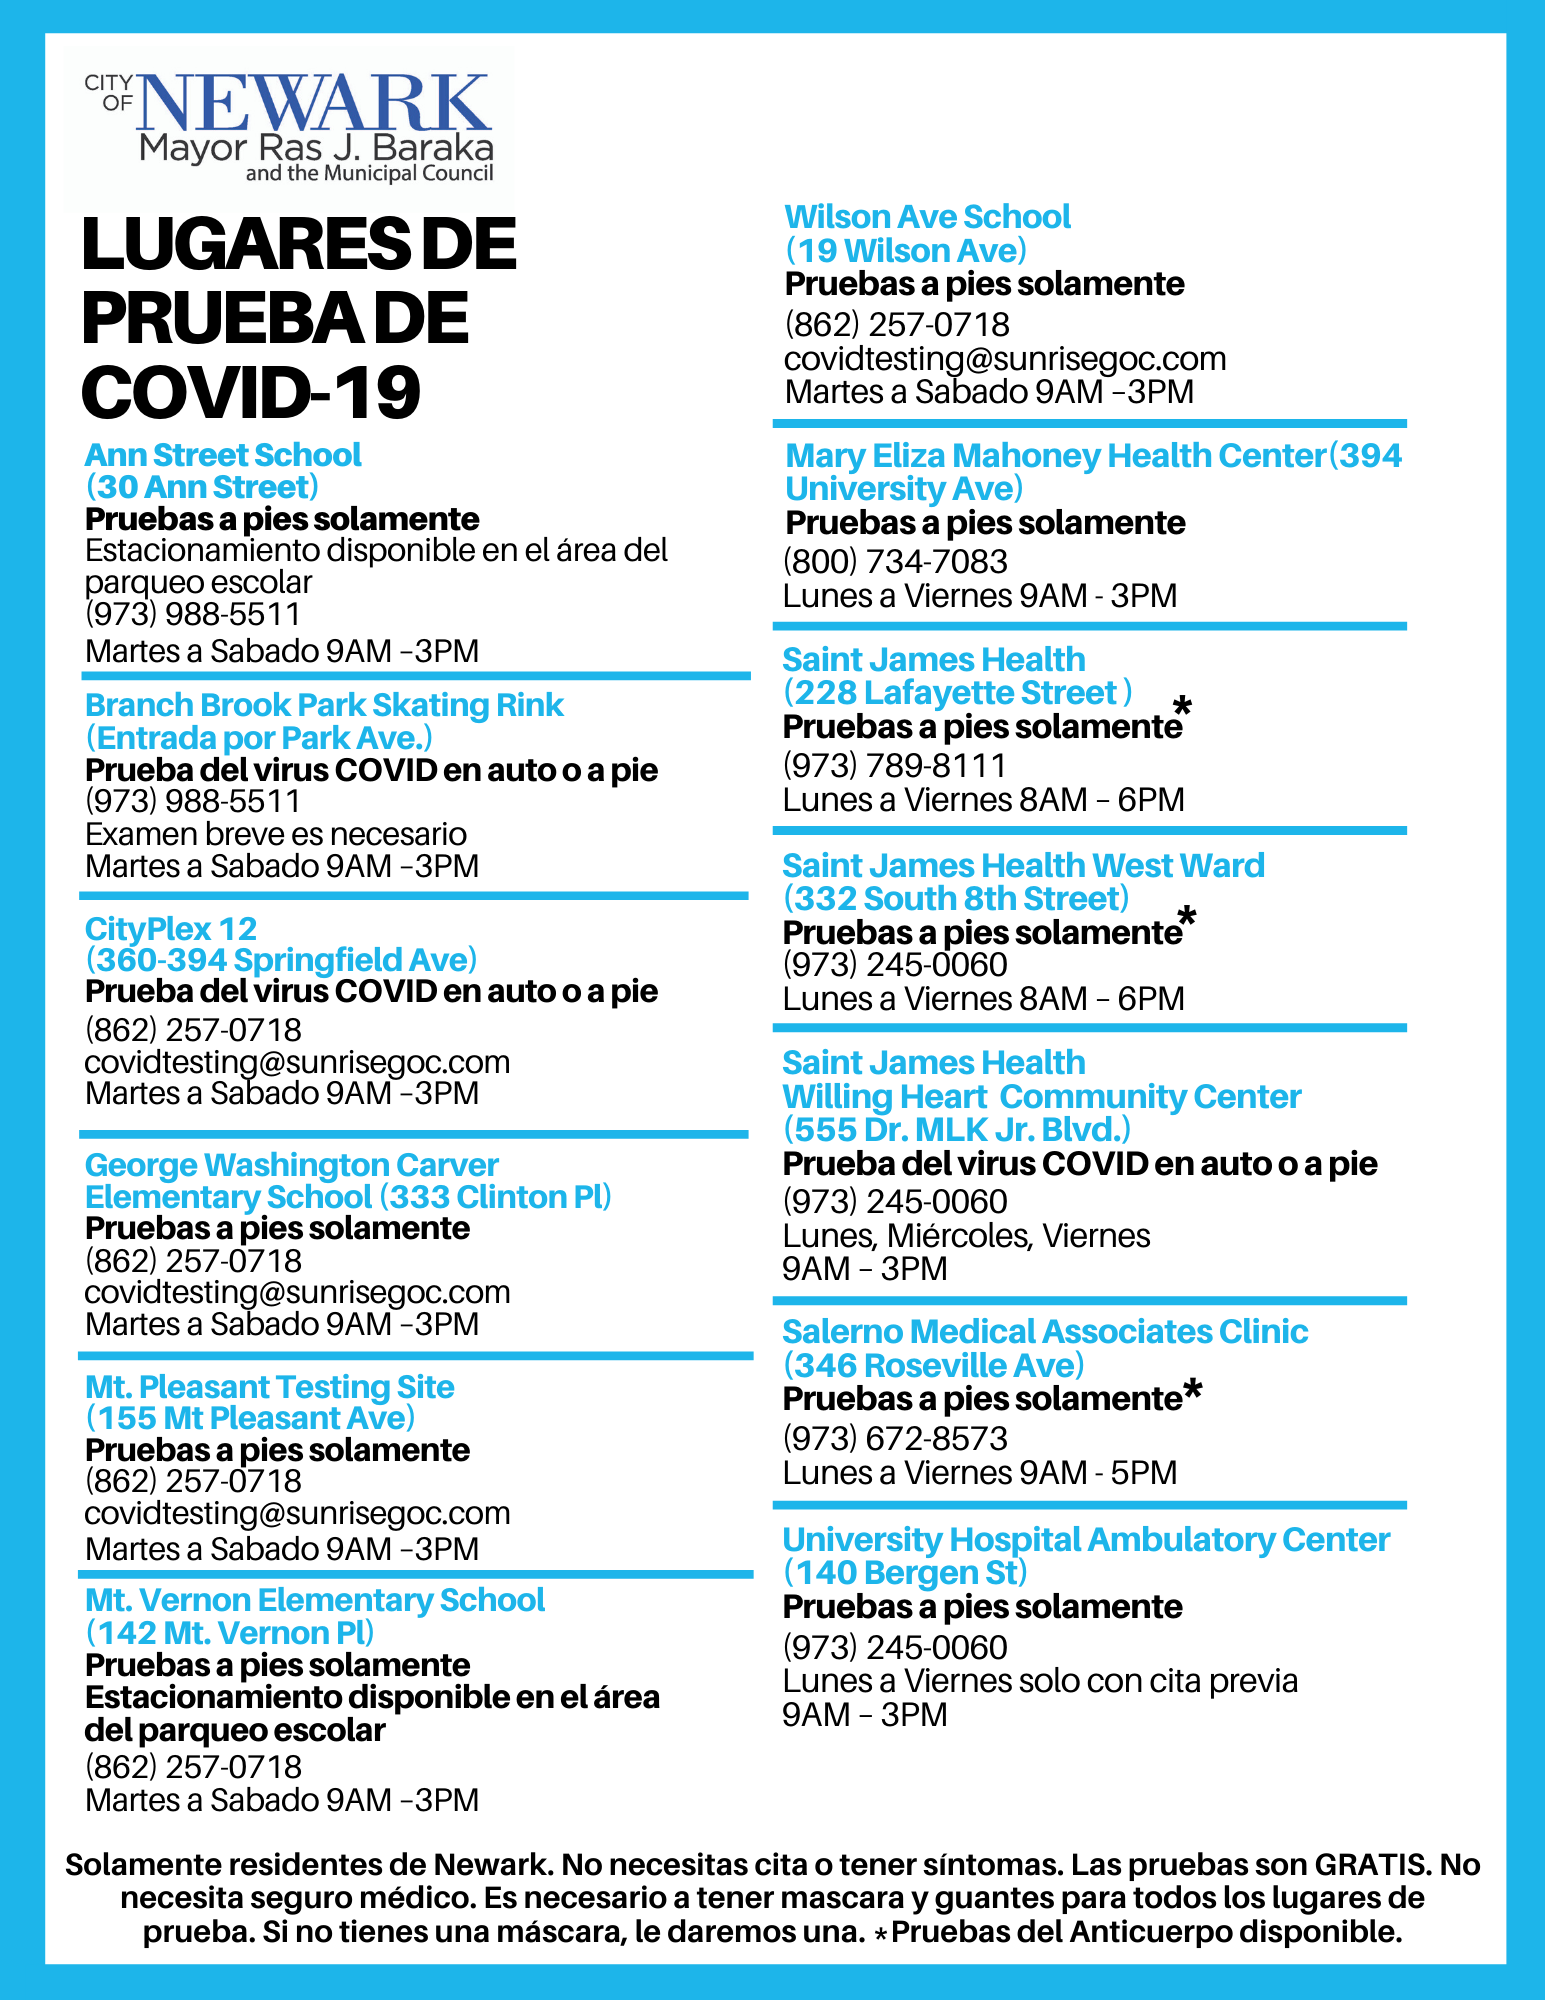 CITY
OF NEWARK
Mayor Ras J. Baraka
and the Municipal Council
LUGARES DE
PRUEBA DE
COVID-19
Ann Street School
(30 Ann Street)
Pruebas a pies solamente
Estacionamiento disponible en el área del
parqueo escolar
(973) 988-5511
Martes a Sabado 9AM –3PM
Branch Brook Park Skating Rink
(Entrada por Park Ave.)
Prueba del virus COVID en auto o a pie
(973) 988-5511
Examen breve es necesario
Martes a Sabado 9AM –3PM
CityPlex 12
(360-394 Springfield Ave)
Prueba del virus COVID en auto o a pie
(862) 257-0718
covidtesting@sunrisegoc.com
Martes a Sabado 9AM –3PM
George Washington Carver
Elementary School (333 Clinton Pl)
Pruebas a pies solamente
(862) 257-0718
covidtesting@sunrisegoc.com
Martes a Sabado 9AM –3PM
Mt. Pleasant Testing Site
(155 Mt Pleasant Ave)
Pruebas a pies solamente
(862) 257-0718
covidtesting@sunrisegoc.com
Martes a Sabado 9AM –3PM
Mt. Vernon Elementary School
(142 Mt. Vernon Pl)
Pruebas a pies solamente
Estacionamiento disponible en el área
del parqueo escolar
(862) 257-0718
Martes a Sabado 9AM –3PM
Wilson Ave School
(19 Wilson Ave)
Pruebas a pies solamente
(862) 257-0718
covidtesting@sunrisegoc.com
Martes a Sabado 9AM –3PM
Mary Eliza Mahoney Health Center(394
University Ave)
Pruebas a pies solamente
(800) 734-7083
Lunes a Viernes 9AM - 3PM
Saint James Health
(228 Lafayette Street )
Pruebas a pies solamente*
(973) 789-8111
Lunes a Viernes 8AM – 6PM
Saint James Health West Ward
(332 South 8th Street)
Pruebas a pies solamente*
(973) 245-0060
Lunes a Viernes 8AM – 6PM
Saint James Health
Willing Heart  Community Center
(555 Dr. MLK Jr. Blvd.)
Prueba del virus COVID en auto o a pie
(973) 245-0060
Lunes, Miércoles, Viernes
9AM – 3PM
Salerno Medical Associates Clinic
(346 Roseville Ave)
Pruebas a pies solamente*
(973) 672-8573
Lunes a Viernes 9AM - 5PM
University Hospital Ambulatory Center
(140 Bergen St)
Pruebas a pies solamente
(973) 245-0060
Lunes a Viernes solo con cita previa
9AM – 3PM
Solamente residentes de Newark. No necesitas cita o tener síntomas. Las pruebas son GRATIS. No
necesita seguro médico. Es necesario a tener mascara y guantes para todos los lugares de
prueba. Si no tienes una máscara, le daremos una. *Pruebas del Anticuerpo disponible.